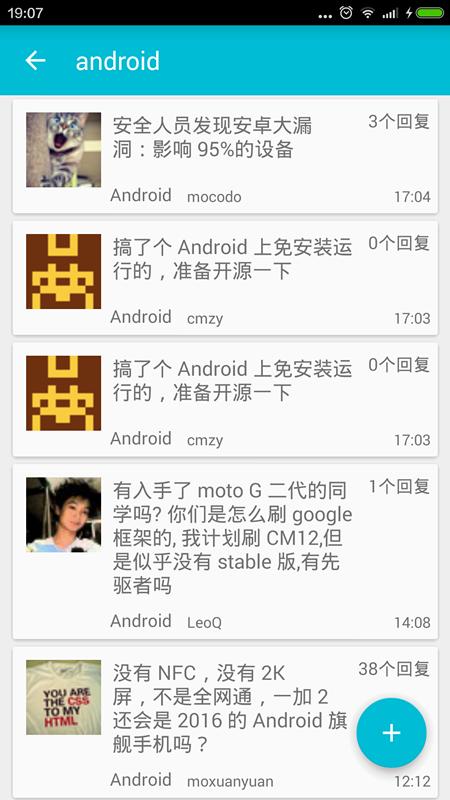 19:07
android
安全人员发现安卓大漏
洞：影响 95%的设备
3个回复
Android mocodo 17:04
搞了个 Android 上免安装运
行的，准备开源一下
0个回复
Android cmzy 17:03
搞了个 Android 上免安装运
行的，准备开源一下
0个回复
Android cmzy 17:03
有入手了 moto G 二代的同
学吗? 你们是怎么刷 google
框架的, 我计划刷 CM12,但
是似乎没有 stable 版,有先
驱者吗
1个回复
Android LeoQ 14:08
YOU ARE
THE CSS
TO MY
HTML
没有 NFC，没有 2K
屏，不是全网通，一加 2
还会是 2016 的 Android 旗
舰手机吗？
38个回复
Android moxuanyuan 12:12